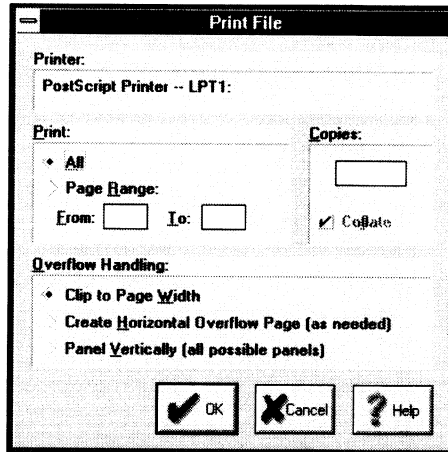 Print File
Printer:
PostScript Printer -- LPT1:
Print:
Copies:
All
Page Range:
From:
To:
Collate
Overflow Handling:
Clip to Page Width
Create Horizontal Overflow Page (as needed)
Panel Vertically (all possible panels)
OK
Cancel
Help